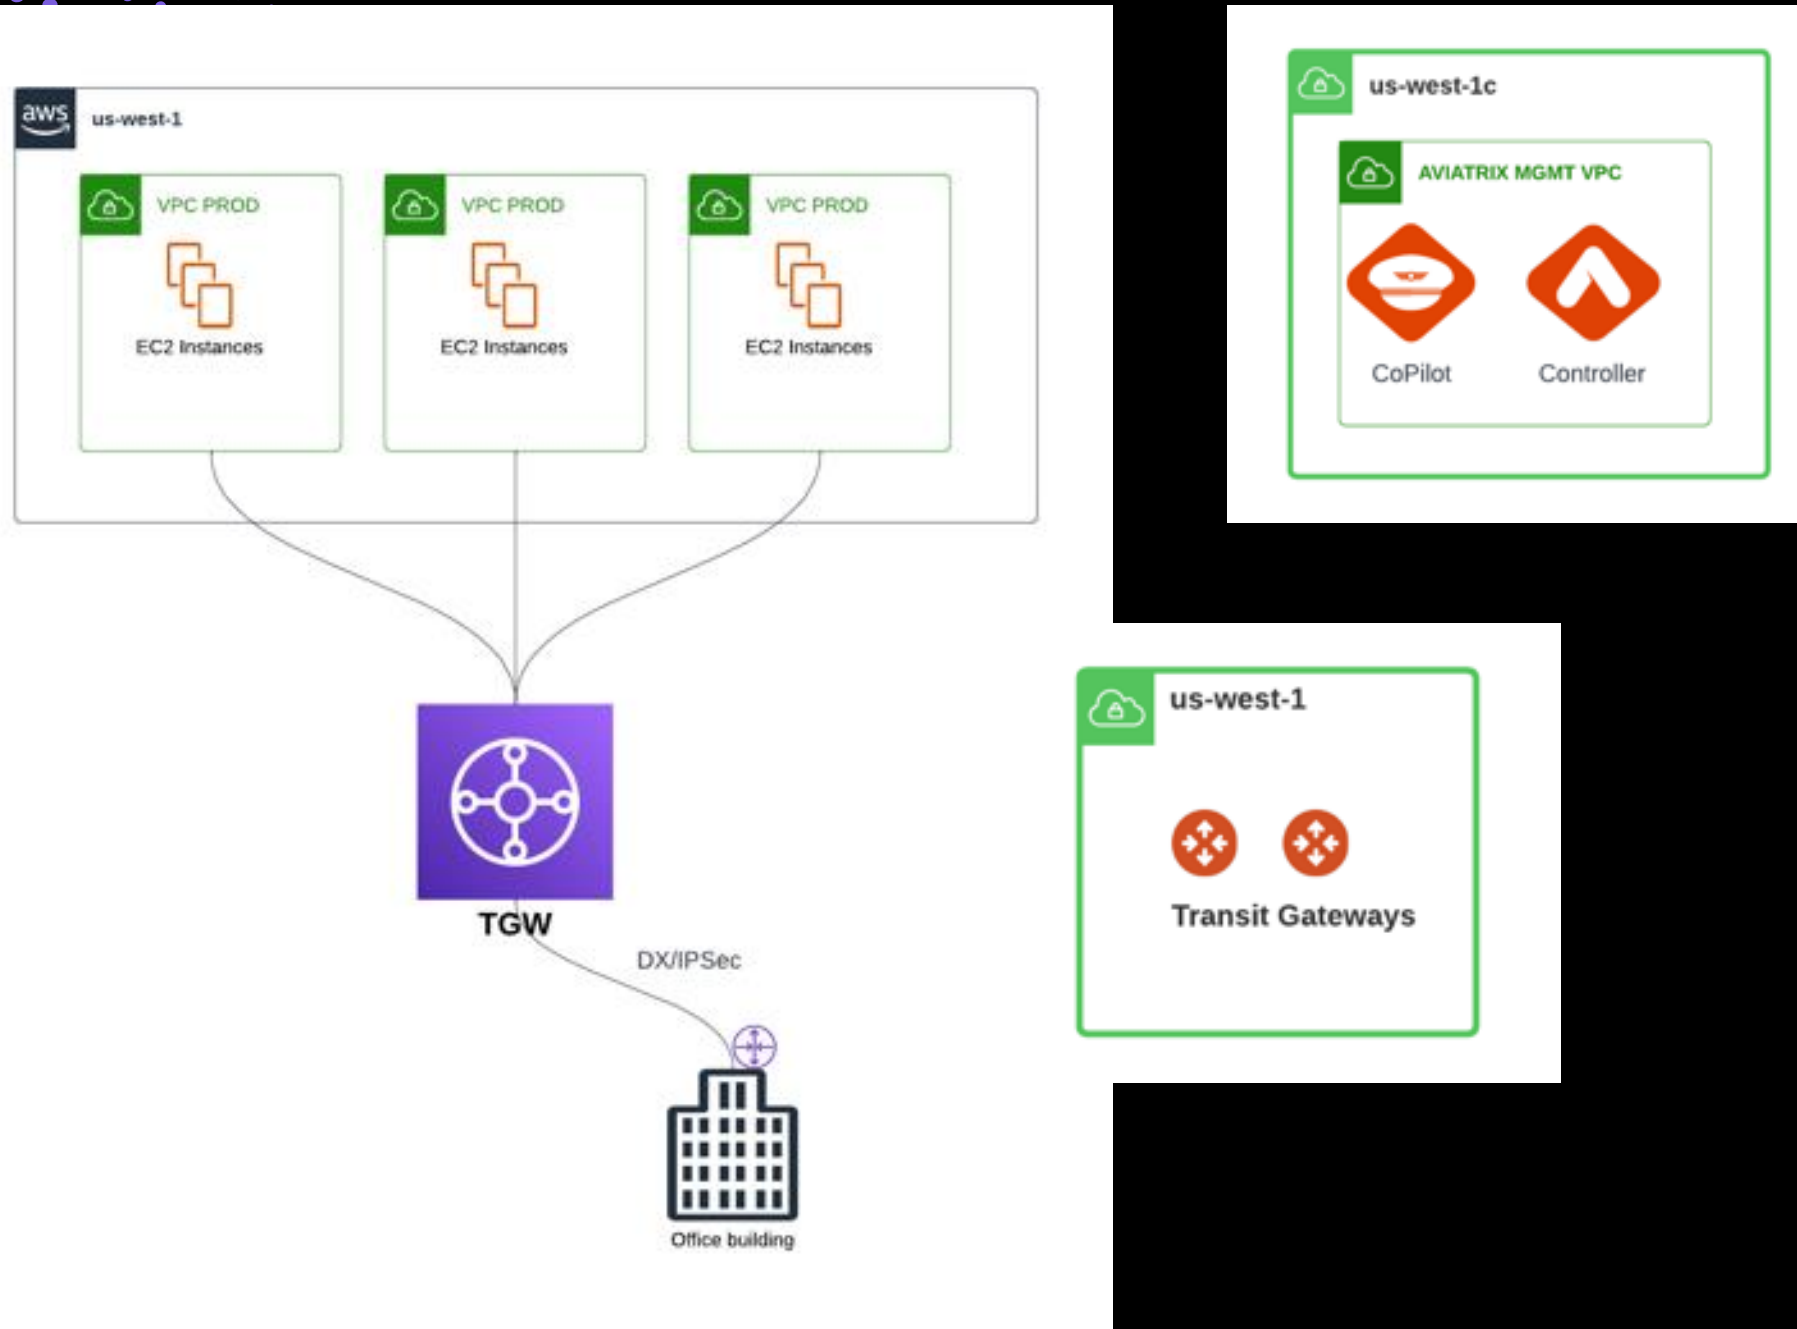 aws
us-west-1
VPC PROD
VPC PROD
VPC PROD
EC2 Instances
EC2 Instances
EC2 Instances
TGW
DX/IPSec
Office building
us-west-1c
AVIATRIX MGMT VPC
CoPilot
Controller
us-west-1
Transit Gateways